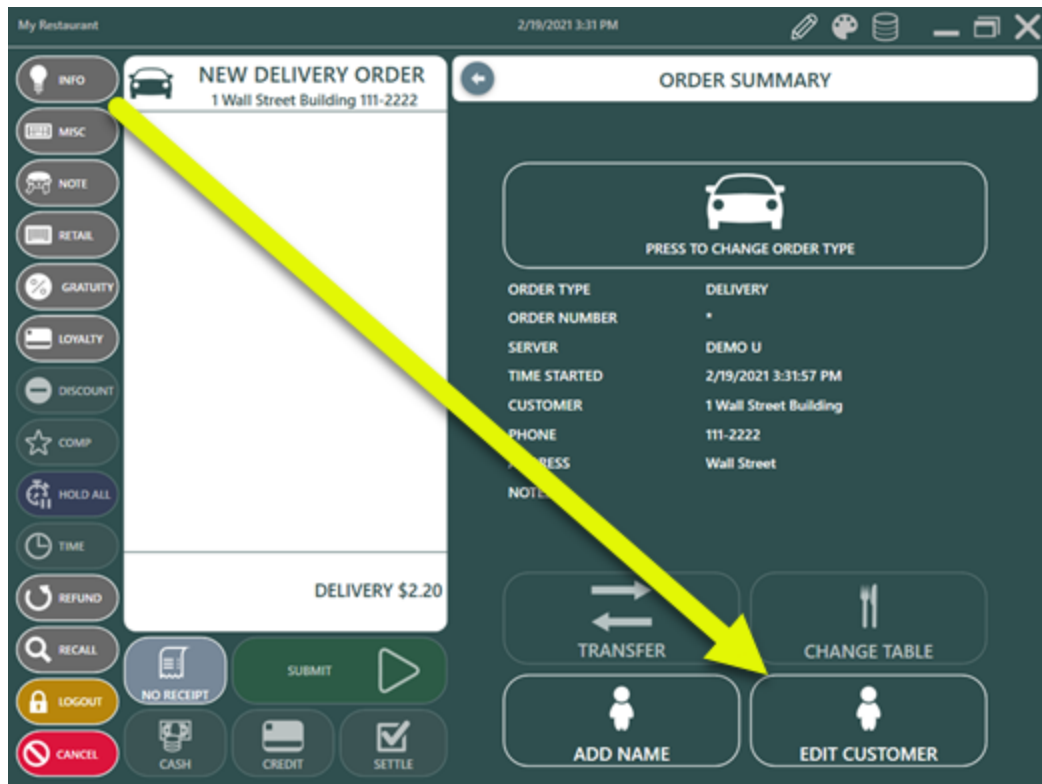 My Restaurant
2/19/2021 3:31 PM
INFO
MISC
NOTE
RETAIL
GRATUITY
LOYALTY
DISCOUNT
COMP
HOLD ALL
TIME
REFUND
RECALL
LOGOUT
CANCEL
NEW DELIVERY ORDER
1 Wall Street Building 111-2222
DELIVERY $2.20
NO RECEIPT
SUBMIT
CASH
CREDIT
SETTLE
ORDER SUMMARY
PRESS TO CHANGE ORDER TYPE
ORDER TYPE DELIVERY
ORDER NUMBER *
SERVER DEMO U
TIME STARTED 2/19/2021 3:31:57 PM
CUSTOMER 1 Wall Street Building
PHONE 111-2222
Wall Street
TRANSFER
CHANGE TABLE
ADD NAME
EDIT CUSTOMER